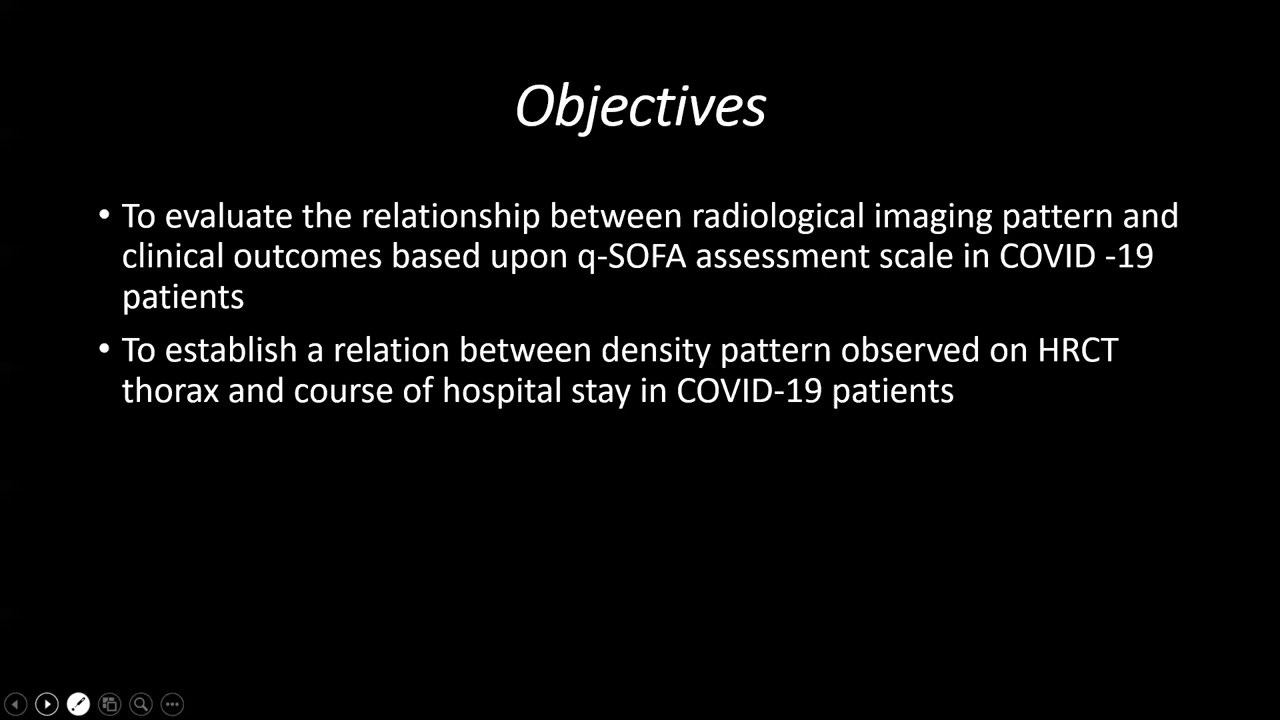 Objectives
• To evaluate the relationship between radiological imaging pattern and
clinical outcomes based upon q-SOFA assessment scale in COVID -19
patients
• To establish a relation between density pattern observed on HRCT
thorax and course of hospital stay in COVID-19 patients